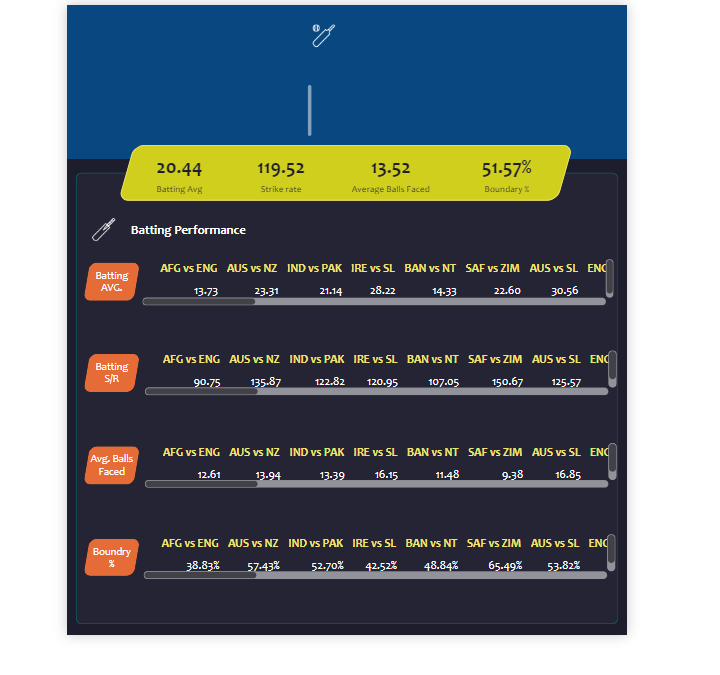 20.44 119.52 13.52 51.57%
Batting Avg Strike rate Average Balls Faced Boundary %
Batting Performance
AFG vs ENG AUS vs NZ IND vs PAK IRE vs SL BAN vs NT SAF vs ZIM AUS vs SL ENG
Batting AVG.
13.73 23.31 21.14 28.22 14.33 22.60 30.56
AFG vs ENG AUS vs NZ IND vs PAK IRE vs SL BAN vs NT SAF vs ZIM AUS vs SL ENG
Batting S/R
90.75 135.87 122.82 120.95 107.05 150.67 125.57
AFG vs ENG AUS vs NZ IND vs PAK IRE vs SL BAN vs NT SAF vs ZIM AUS vs SL ENG
Avg. Balls Faced
12.61 13.94 13.39 16.15 11.48 9.38 16.85
AFG vs ENG AUS vs NZ IND vs PAK IRE vs SL BAN vs NT SAF vs ZIM AUS vs SL ENG
Boundry %
38.83% 57.43% 52.70% 42.52% 48.84% 65.49% 53.82%